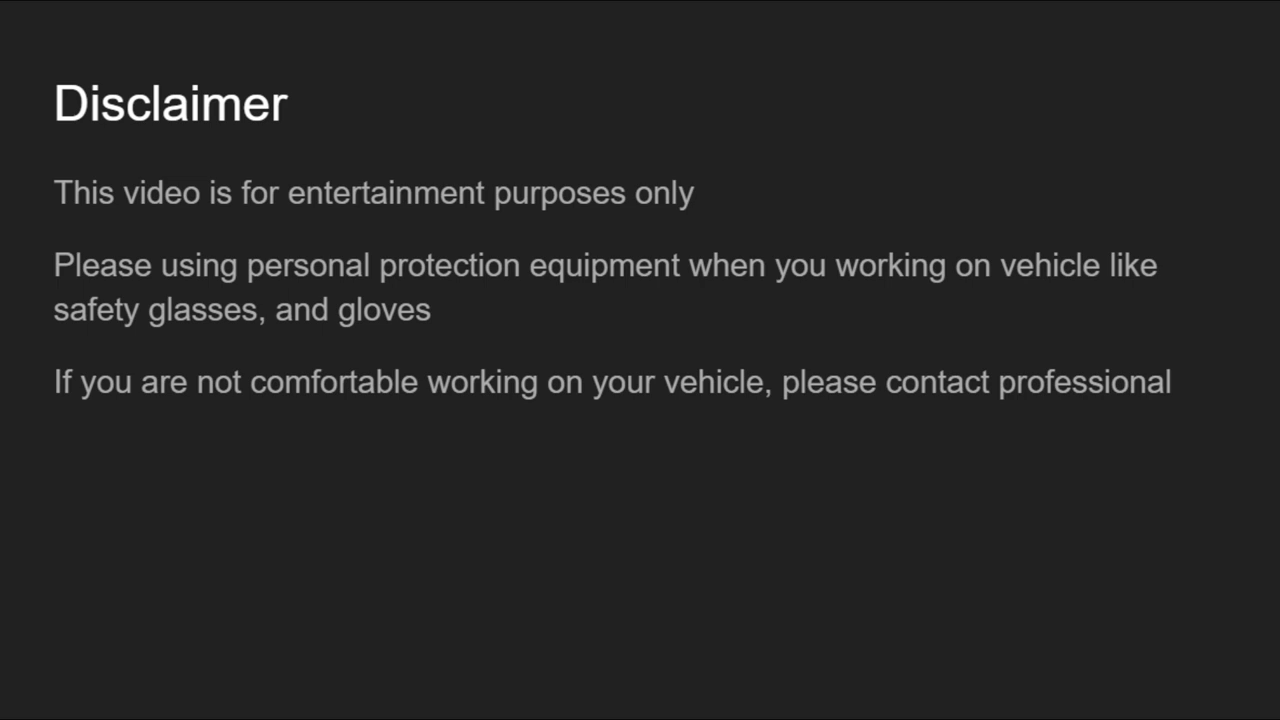 Disclaimer
This video is for entertainment purposes only
Please using personal protection equipment when you working on vehicle like
safety glasses, and gloves
If you are not comfortable working on your vehicle, please contact professional